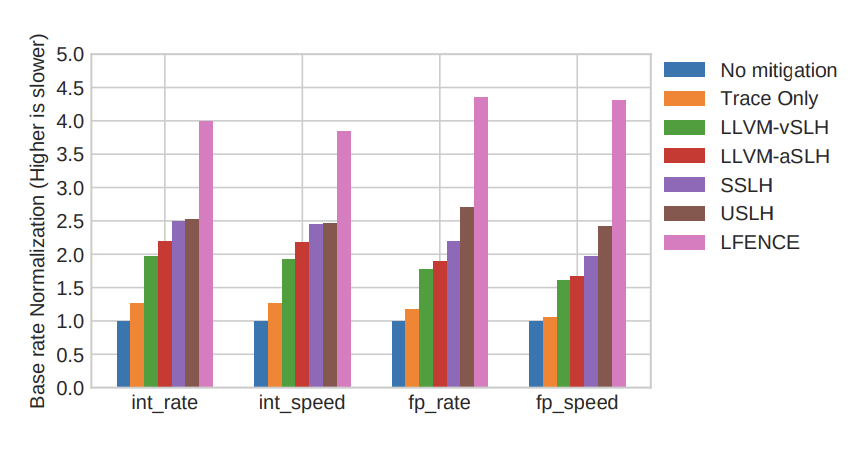 Base rate Normalization (Higher is slower)
5.0
4.5
4.0
3.5
3.0
2.5
2.0
1.5
1.0
0.5
0.0
int_rate
int_speed
fp_rate
fp_speed
No mitigation
Trace Only
LLVM-vSLH
LLVM-aSLH
SSLH
USLH
LFENCE